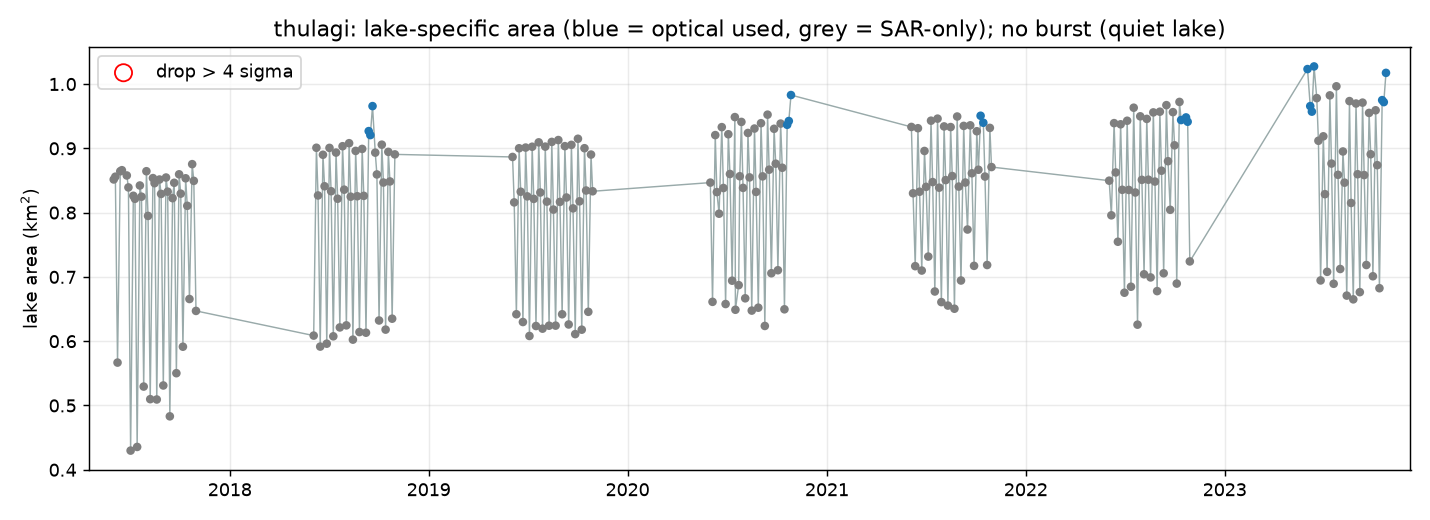 thulagi: lake-specific area (blue = optical used, grey = SAR-only); no burst (quiet lake)
drop > 4 sigma
lake area (km²)
1.0
0.9
0.8
0.7
0.6
0.5
0.4
2018 2019 2020 2021 2022 2023